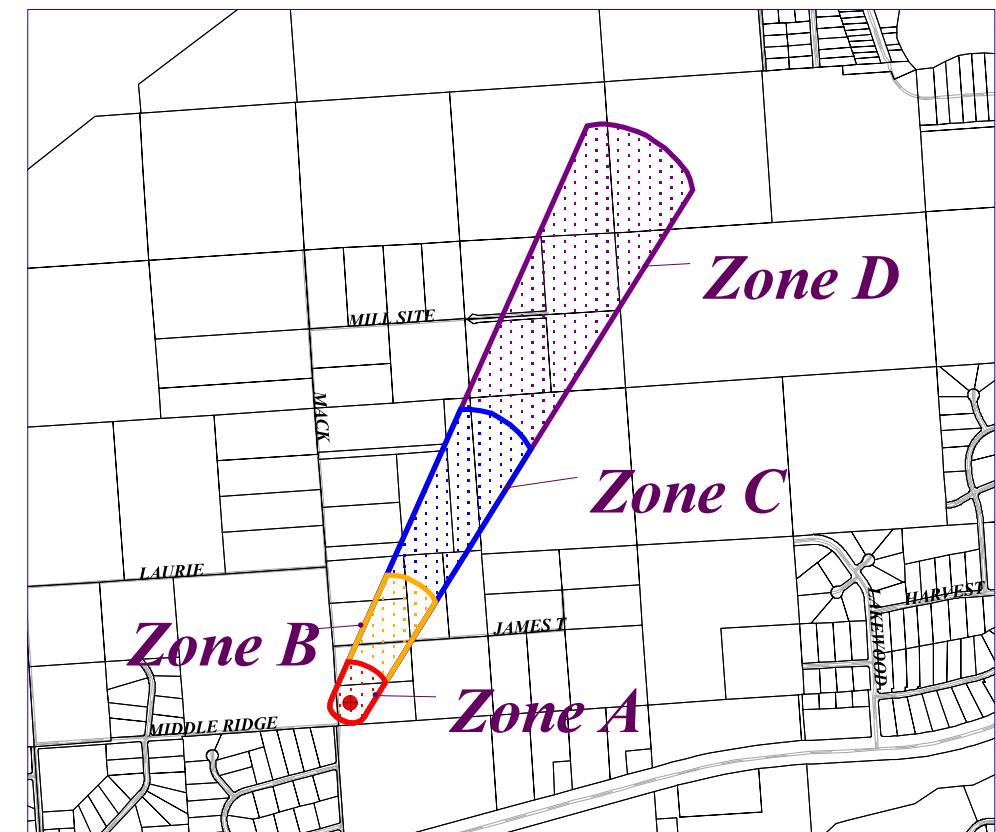 Zone D
MILL SITE
MACK
Zone C
LAURIE
HARVEST
LAKEWOOD
JAMES T
Zone B
Zone A
MIDDLE RIDGE